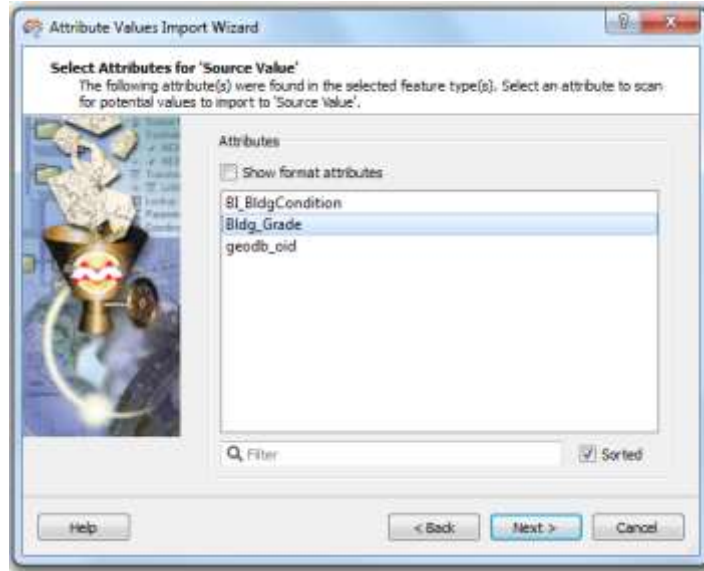 Attribute Values Import Wizard
Select Attributes for 'Source Value'
The following attribute(s) were found in the selected feature type(s). Select an attribute to scan
for potential values to import to 'Source Value'.
Attributes
Show format attributes
BI_BldgCondition
Bldg_Grade
geodb_oid
Filter
Sorted
Help
< Back
Next >
Cancel